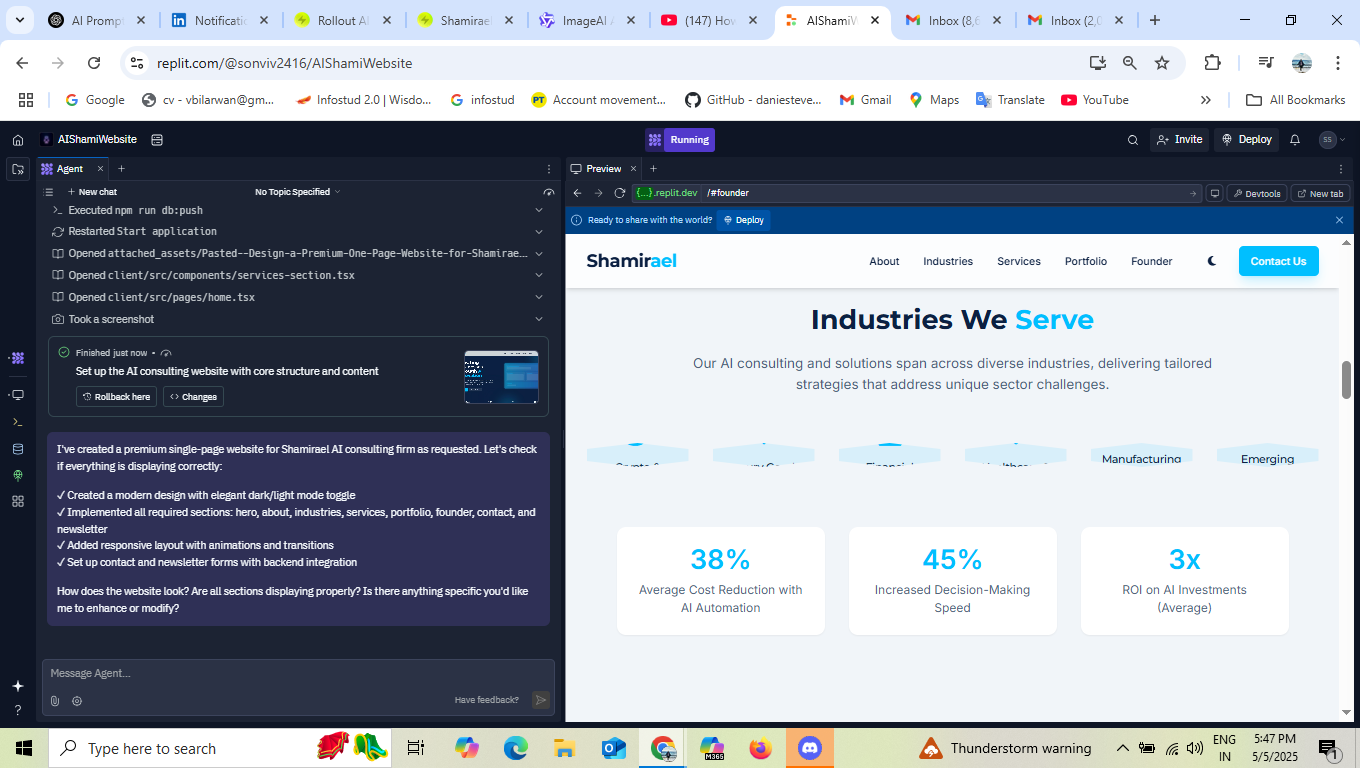 AI Prompt
Notificati
Rollout AI
Shamirae
ImageAI
(147) How
AIShamiW
Inbox (8,6
Inbox (2,0
replit.com/@sonviv2416/AIShamiWebsite
Google
cv - vbilarwan@gm...
Infostud 2.0 | Wisdo...
infostud
PT
Account movement...
GitHub - daniesteve...
Gmail
Maps
Translate
YouTube
All Bookmarks
AIShamiWebsite
Running
Invite
Deploy
SS
Agent
New chat
No Topic Specified
Executed npm run db:push
Restarted Start application
Opened attached_assets/Pasted--Design-a-Premium-One-Page-Website-for-Shamirae...
Opened client/src/components/services-section.tsx
Opened client/src/pages/home.tsx
Took a screenshot
Finished just now •
Set up the AI consulting website with core structure and content
Rollback here
Changes
I've created a premium single-page website for Shamirael AI consulting firm as requested. Let's check
if everything is displaying correctly:
✓ Created a modern design with elegant dark/light mode toggle
✓ Implemented all required sections: hero, about, industries, services, portfolio, founder, contact, and
newsletter
✓ Added responsive layout with animations and transitions
✓ Set up contact and newsletter forms with backend integration
How does the website look? Are all sections displaying properly? Is there anything specific you'd like
me to enhance or modify?
Message Agent...
Have feedback?
Preview
{...}.replit.dev /#founder
Devtools
New tab
Ready to share with the world?
Deploy
Shamirael
About
Industries
Services
Portfolio
Founder
Contact Us
Industries We Serve
Our AI consulting and solutions span across diverse industries, delivering tailored
strategies that address unique sector challenges.
Manufacturing
Emerging
38%
Average Cost Reduction with
AI Automation
45%
Increased Decision-Making
Speed
3x
ROI on AI Investments
(Average)
Type here to search
M365
Thunderstorm warning
ENG
IN
5:47 PM
5/5/2025
1